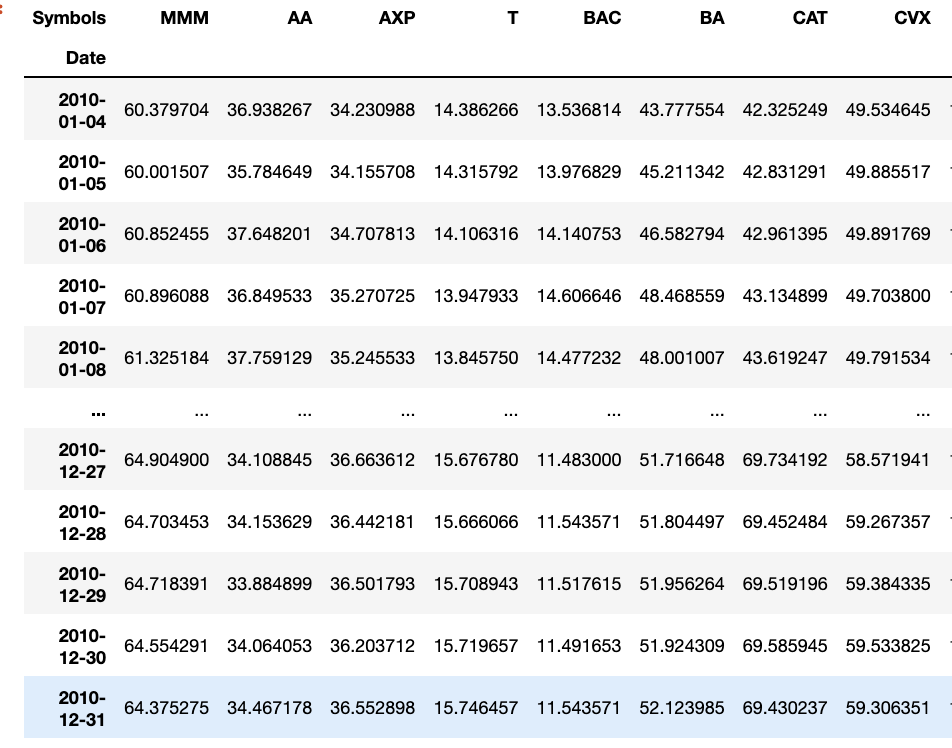 Symbols MMM AA AXP T BAC BA CAT CVX
Date
2010-
01-04 60.379704 36.938267 34.230988 14.386266 13.536814 43.777554 42.325249 49.534645
2010-
01-05 60.001507 35.784649 34.155708 14.315792 13.976829 45.211342 42.831291 49.885517
2010-
01-06 60.852455 37.648201 34.707813 14.106316 14.140753 46.582794 42.961395 49.891769
2010-
01-07 60.896088 36.849533 35.270725 13.947933 14.606646 48.468559 43.134899 49.703800
2010-
01-08 61.325184 37.759129 35.245533 13.845750 14.477232 48.001007 43.619247 49.791534
... ... ... ... ... ... ... ... ...
2010-
12-27 64.904900 34.108845 36.663612 15.676780 11.483000 51.716648 69.734192 58.571941
2010-
12-28 64.703453 34.153629 36.442181 15.666066 11.543571 51.804497 69.452484 59.267357
2010-
12-29 64.718391 33.884899 36.501793 15.708943 11.517615 51.956264 69.519196 59.384335
2010-
12-30 64.554291 34.064053 36.203712 15.719657 11.491653 51.924309 69.585945 59.533825
2010-
12-31 64.375275 34.467178 36.552898 15.746457 11.543571 52.123985 69.430237 59.306351